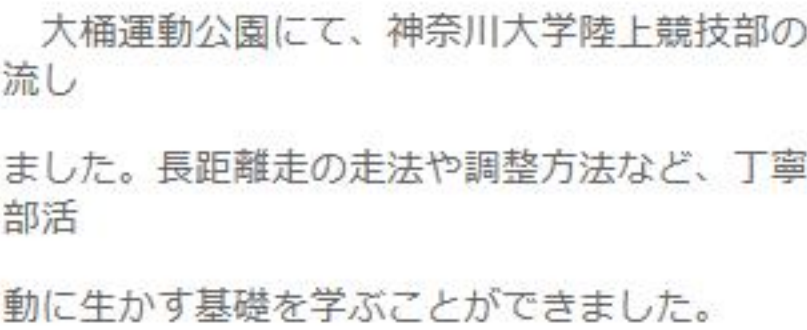 大桶運動公園にて、神奈川大学陸上競技部の
流し
ました。長距離走の走法や調整方法など、丁寧
部活
動に生かす基礎を学ぶことができました。